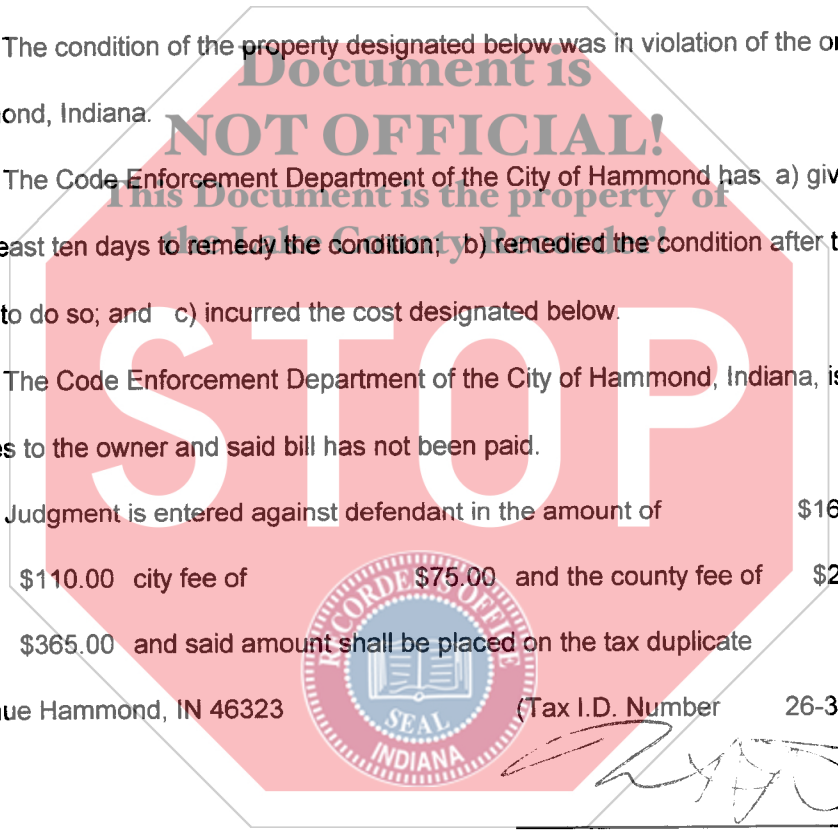 The condition of the property designated below was in violation of the or
Document is
ond, Indiana.
NOT OFFICIAL!
The Code Enforcement Department of the City of Hammond has a) giv
This Document is the property of
east ten days to remedy the condition; b) remedied the condition after t
the Lake County Recorder!
to do so; and c) incurred the cost designated below.
STOP
The Code Enforcement Department of the City of Hammond, Indiana, is
es to the owner and said bill has not been paid.
Judgment is entered against defendant in the amount of $16
$110.00 city fee of $75.00 and the county fee of $2
$365.00 and said amount shall be placed on the tax duplicate
ue Hammond, IN 46323 (Tax I.D. Number 26-3
RECORDER'S OFFICE
SEAL
INDIANA